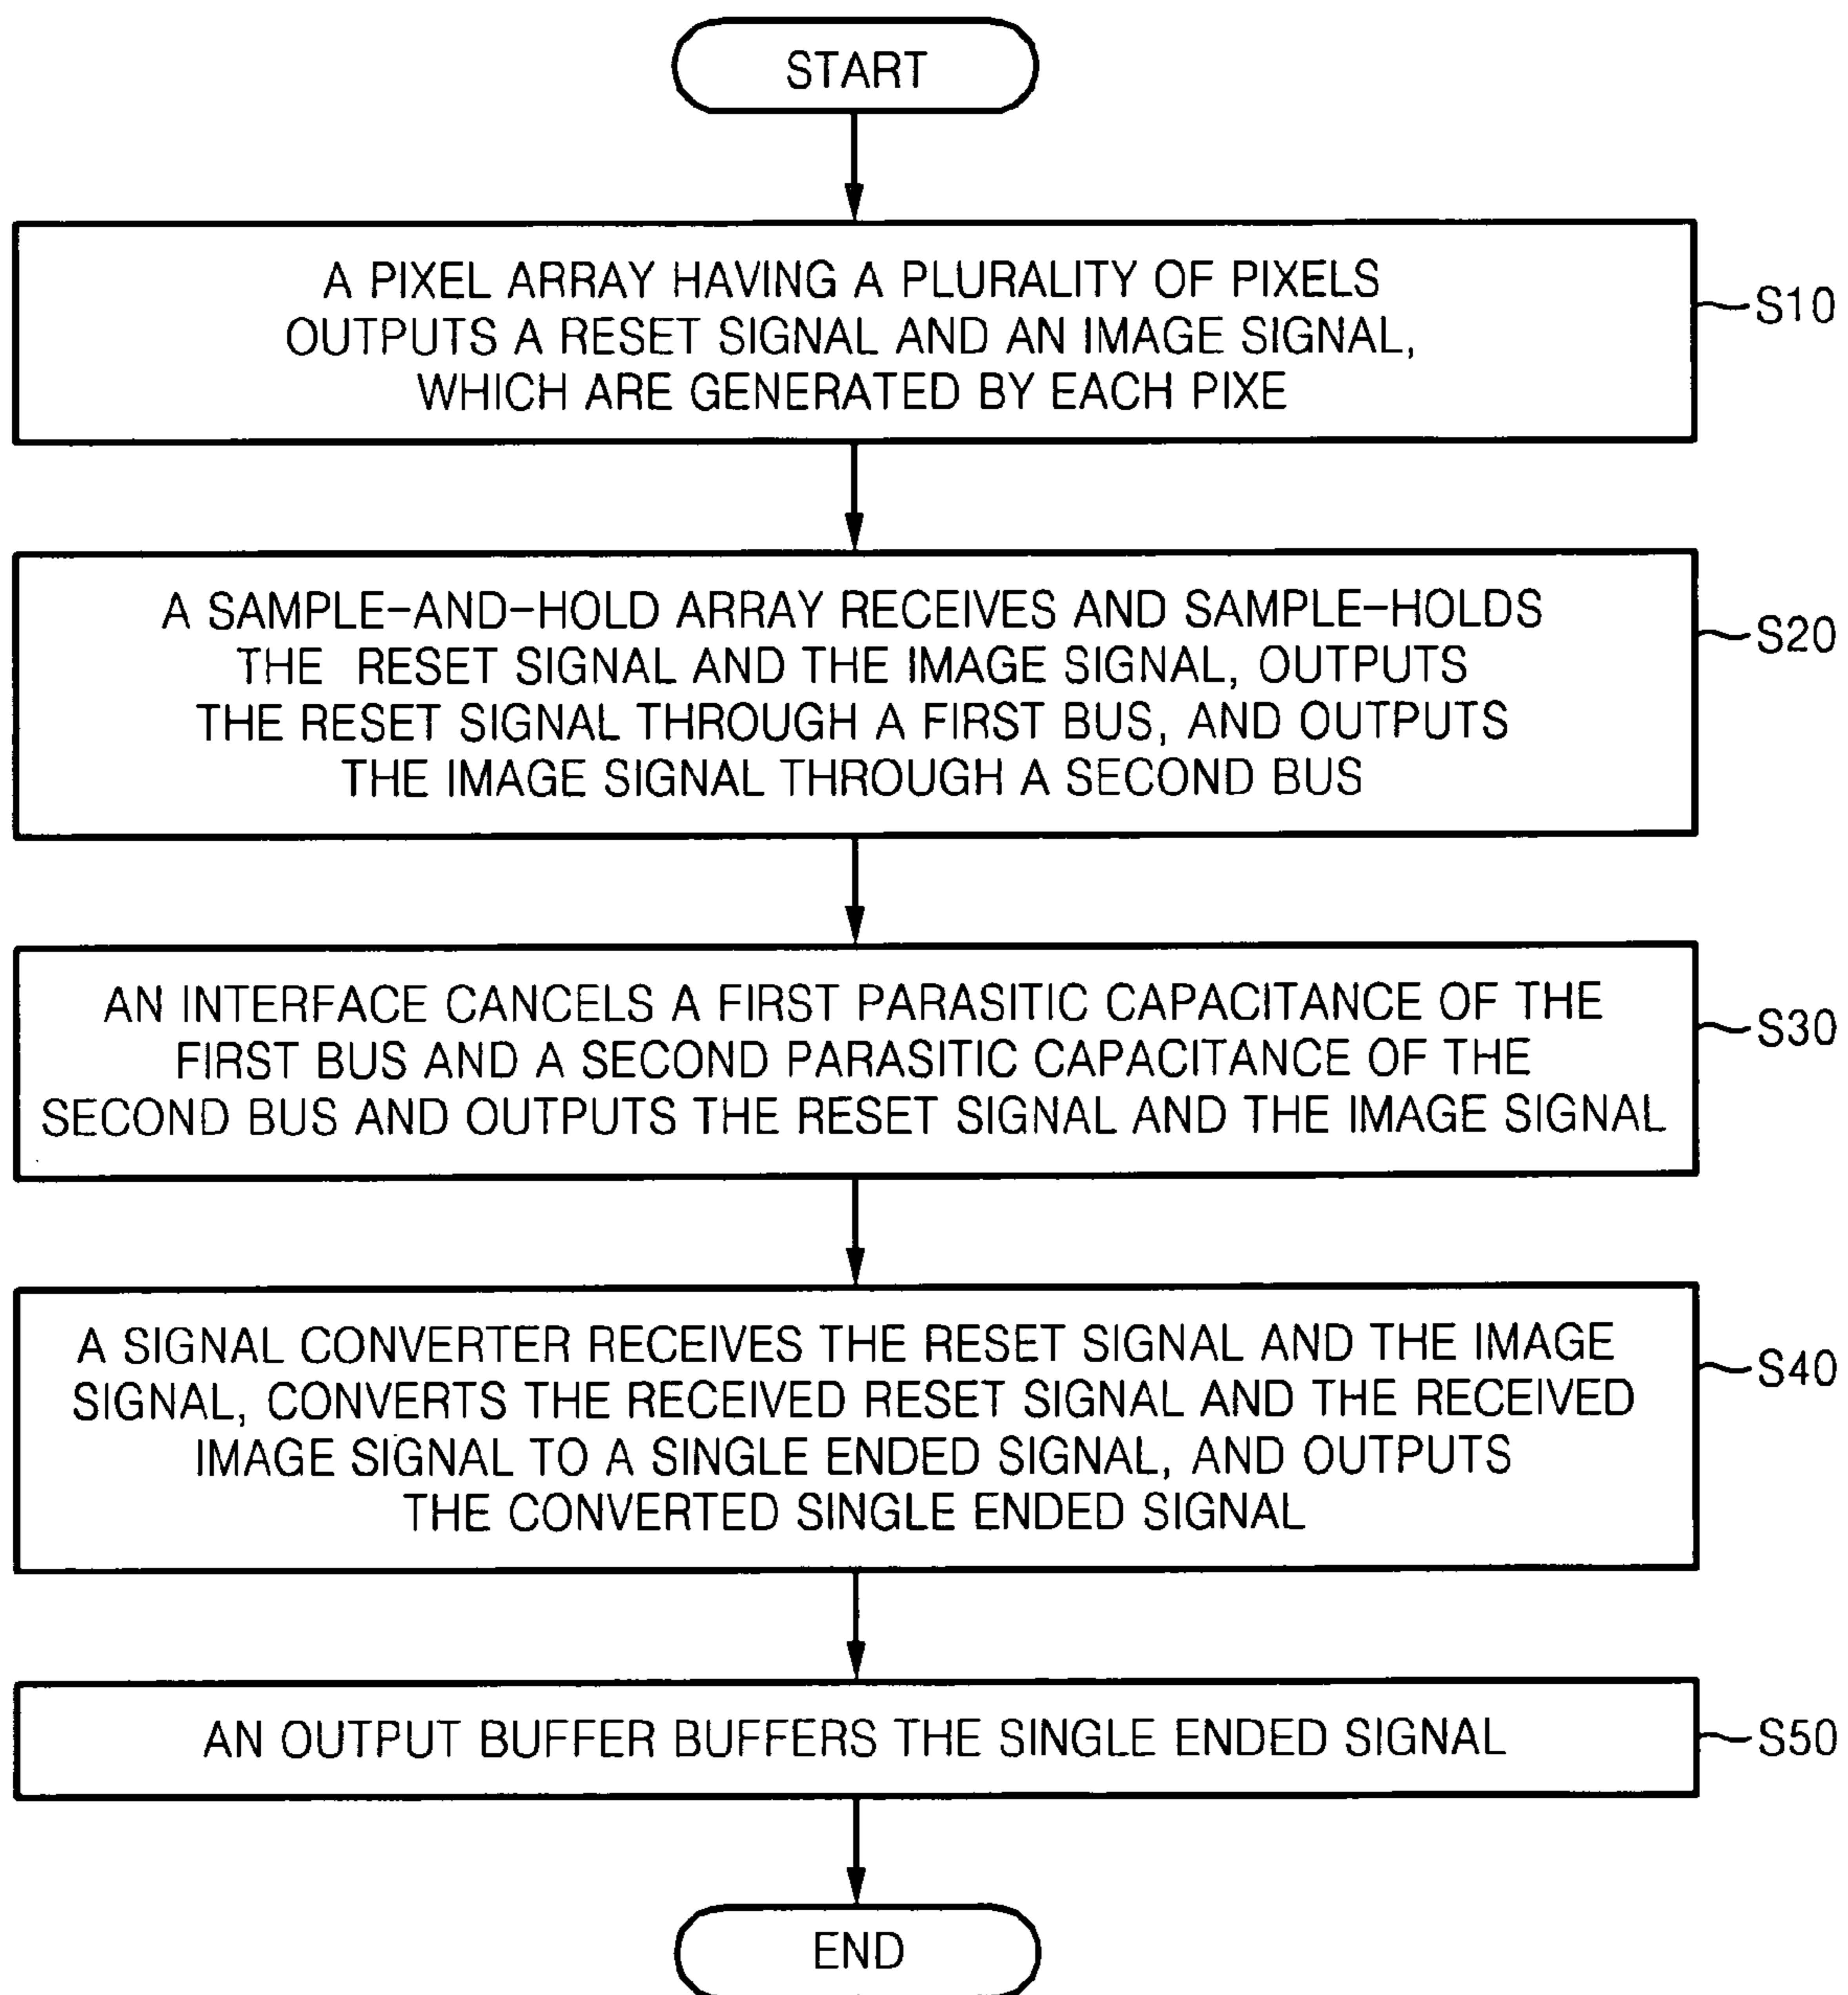 START
A PIXEL ARRAY HAVING A PLURALITY OF PIXELS
OUTPUTS A RESET SIGNAL AND AN IMAGE SIGNAL,
WHICH ARE GENERATED BY EACH PIXE
S10
A SAMPLE-AND-HOLD ARRAY RECEIVES AND SAMPLE-HOLDS
THE RESET SIGNAL AND THE IMAGE SIGNAL, OUTPUTS
THE RESET SIGNAL THROUGH A FIRST BUS, AND OUTPUTS
THE IMAGE SIGNAL THROUGH A SECOND BUS
S20
AN INTERFACE CANCELS A FIRST PARASITIC CAPACITANCE OF THE
FIRST BUS AND A SECOND PARASITIC CAPACITANCE OF THE
SECOND BUS AND OUTPUTS THE RESET SIGNAL AND THE IMAGE SIGNAL
S30
A SIGNAL CONVERTER RECEIVES THE RESET SIGNAL AND THE IMAGE
SIGNAL, CONVERTS THE RECEIVED RESET SIGNAL AND THE RECEIVED
IMAGE SIGNAL TO A SINGLE ENDED SIGNAL, AND OUTPUTS
THE CONVERTED SINGLE ENDED SIGNAL
S40
AN OUTPUT BUFFER BUFFERS THE SINGLE ENDED SIGNAL
S50
END